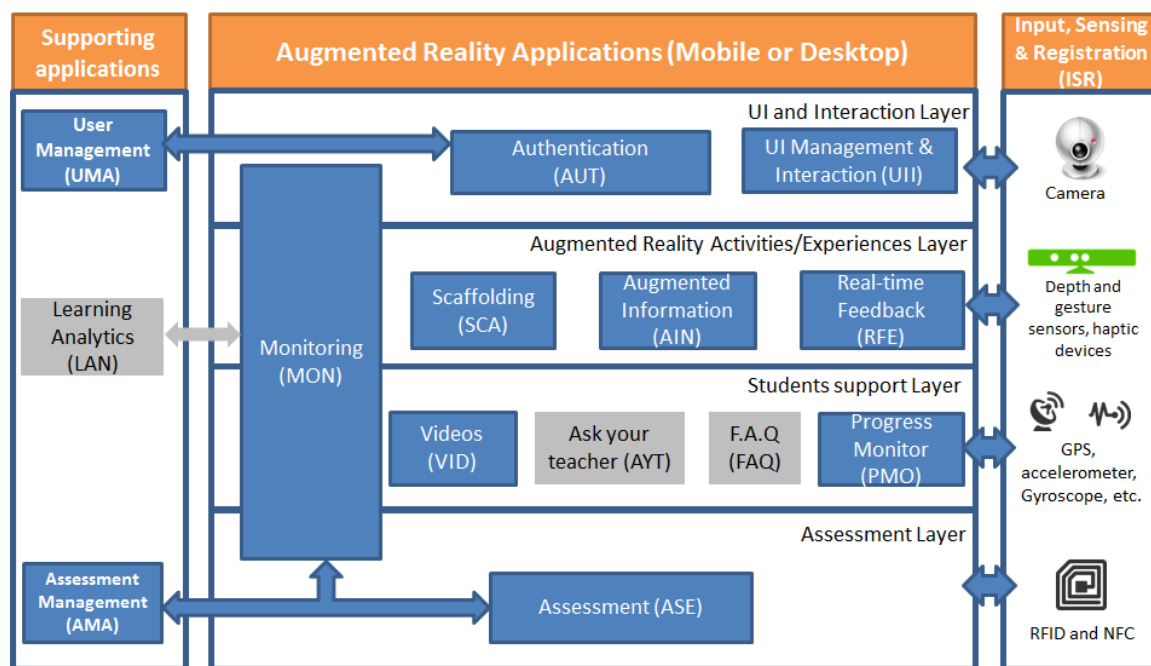 Supporting
applications
Augmented Reality Applications (Mobile or Desktop)
Input, Sensing
& Registration
(ISR)
User
Management
(UMA)
Learning
Analytics
(LAN)
Assessment
Management
(AMA)
Monitoring
(MON)
UI and Interaction Layer
Authentication
(AUT)
UI Management &
Interaction (UII)
Augmented Reality Activities/Experiences Layer
Scaffolding
(SCA)
Augmented
Information
(AIN)
Real-time
Feedback
(RFE)
Students support Layer
Videos
(VID)
Ask your
teacher (AYT)
F.A.Q
(FAQ)
Progress
Monitor
(PMO)
Assessment Layer
Assessment (ASE)
Camera
Depth and
gesture
sensors, haptic
devices
GPS,
accelerometer,
Gyroscope, etc.
RFID and NFC